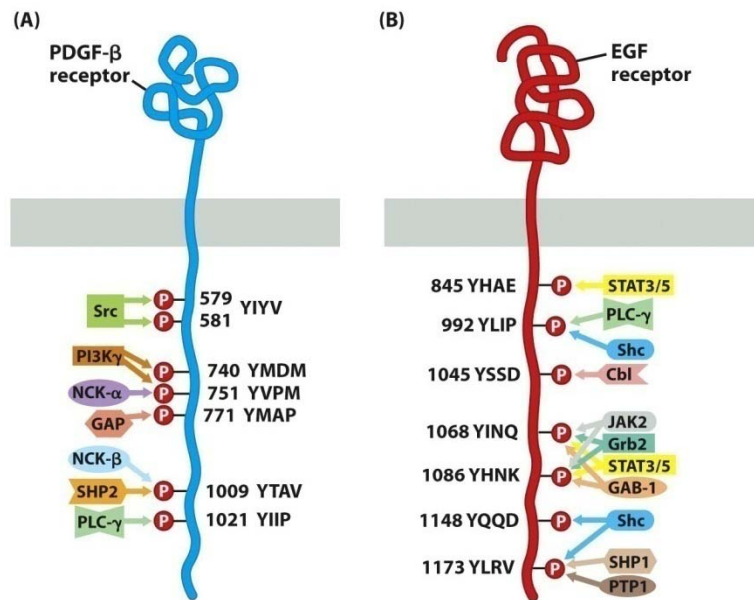 (A)
PDGF-β
receptor
Src
P
579
YIYV
P
581
PI3Kγ
P
740 YMDM
NCK-α
P
751 YVPM
GAP
P
771 YMAP
NCK-β
SHP2
P
1009 YTAV
PLC-γ
P
1021 YIIP
(B)
EGF
receptor
845 YHAE
P
STAT3/5
992 YLIP
P
PLC-γ
Shc
1045 YSSD
P
Cbl
1068 YINQ
P
JAK2
Grb2
1086 YHNK
P
STAT3/5
GAB-1
1148 YQQD
P
Shc
1173 YLRV
P
SHP1
PTP1